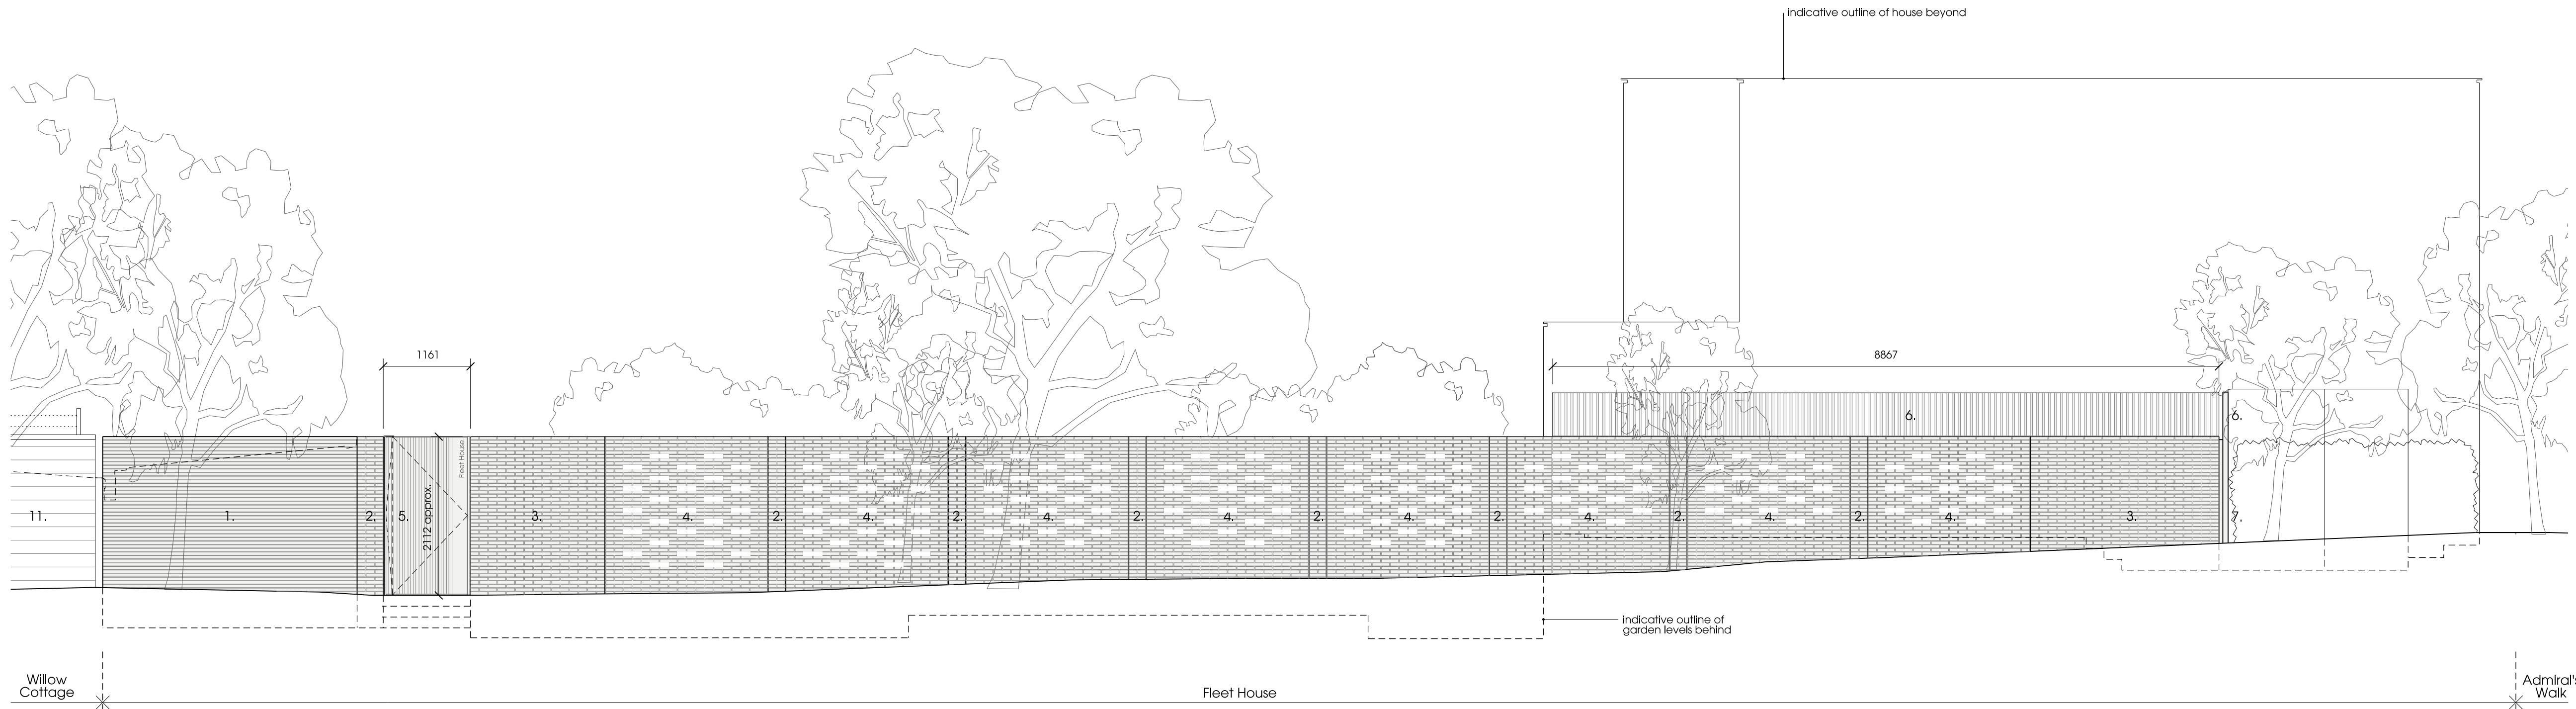 indicative outline of house beyond
1161
8867
6.
6.
Fleet House
2112 approx.
11.
1.
2.
5.
3.
4.
2.
4.
2.
4.
2.
4.
2.
4.
2.
4.
2.
4.
2.
4.
3.
7.
indicative outline of
garden levels behind
Willow
Cottage
Fleet House
Admiral's
Walk